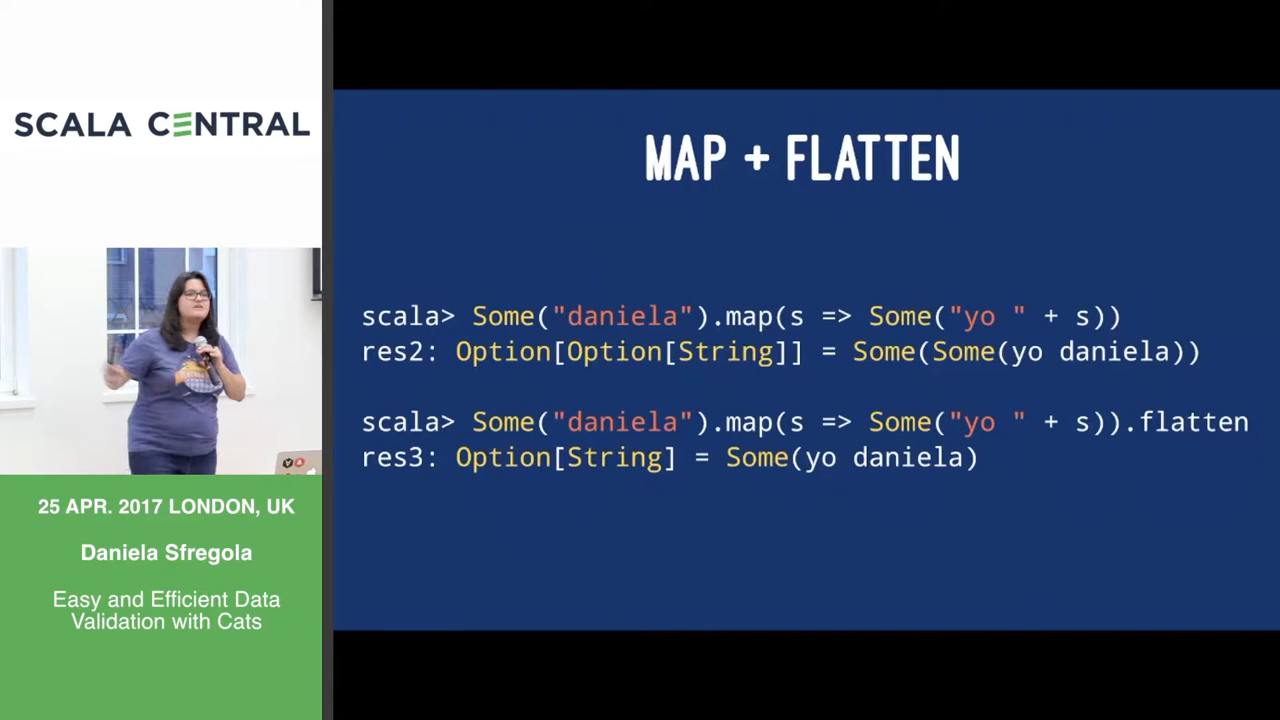 SCALA CENTRAL
25 APR. 2017 LONDON, UK
Daniela Sfregola
Easy and Efficient Data
Validation with Cats
MAP + FLATTEN
scala> Some("daniela").map(s => Some("yo " + s))
res2: Option[Option[String]] = Some(Some(yo daniela))
scala> Some("daniela").map(s => Some("yo " + s)).flatten
res3: Option[String] = Some(yo daniela)